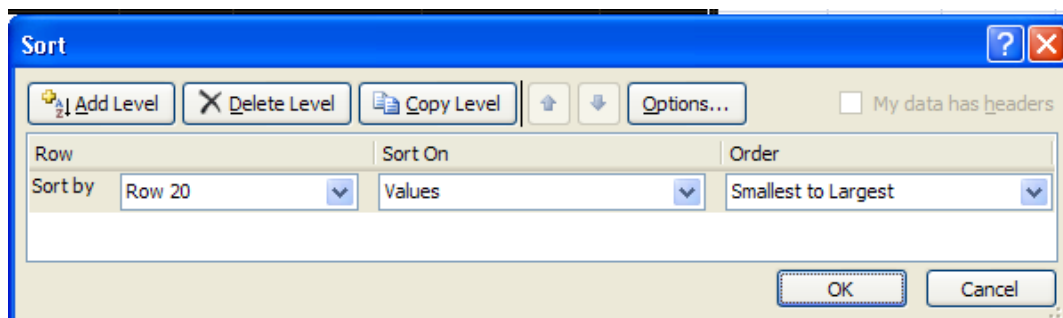 Sort
Add Level Delete Level Copy Level Options... My data has headers
Row Sort On Order
Sort by Row 20 Values Smallest to Largest
OK Cancel